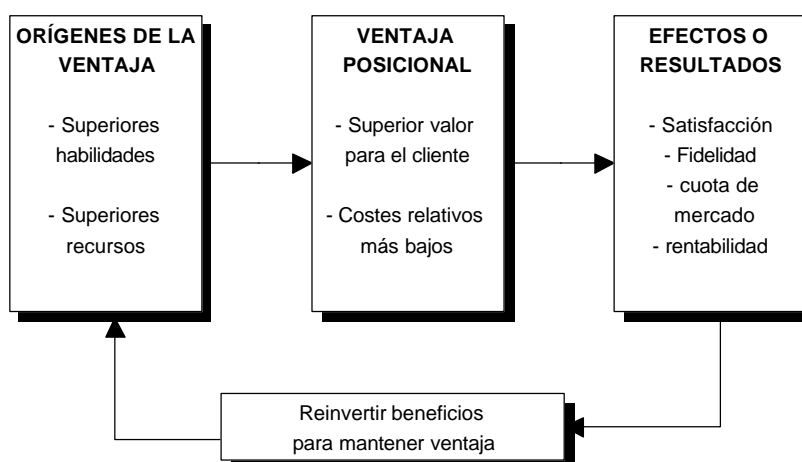 ORÍGENES DE LA
VENTAJA
- Superiores
habilidades
- Superiores
recursos
VENTAJA
POSICIONAL
- Superior valor
para el cliente
- Costes relativos
más bajos
EFECTOS O
RESULTADOS
- Satisfacción
- Fidelidad
- cuota de
mercado
- rentabilidad
Reinvertir beneficios
para mantener ventaja